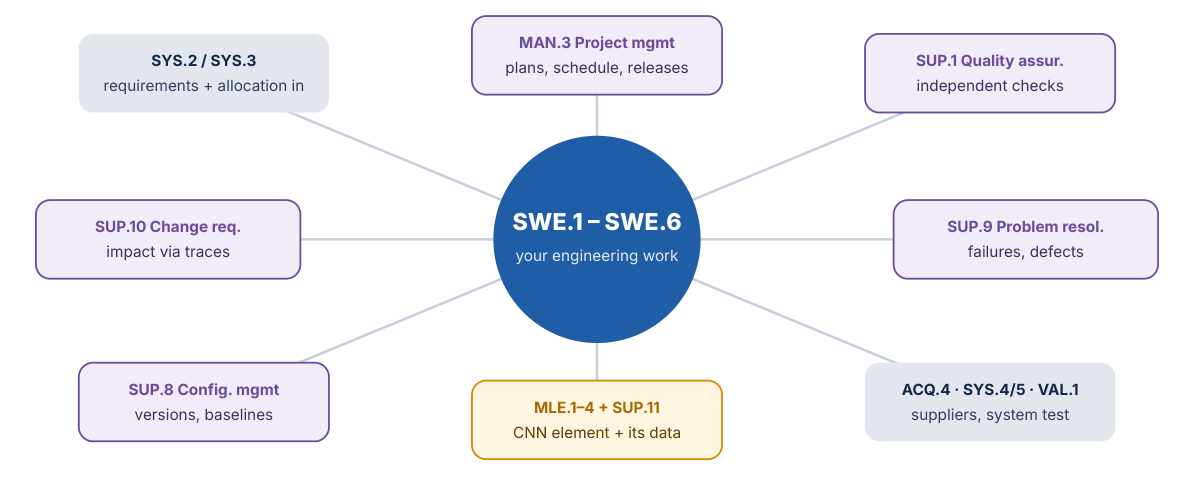 MAN.3 Project mgmt
plans, schedule, releases
SYS.2 / SYS.3
requirements + allocation in
SUP.1 Quality assur.
independent checks
SUP.10 Change req.
impact via traces
SWE.1 – SWE.6
your engineering work
SUP.9 Problem resol.
failures, defects
SUP.8 Config. mgmt
versions, baselines
MLE.1–4 + SUP.11
CNN element + its data
ACQ.4 · SYS.4/5 · VAL.1
suppliers, system test